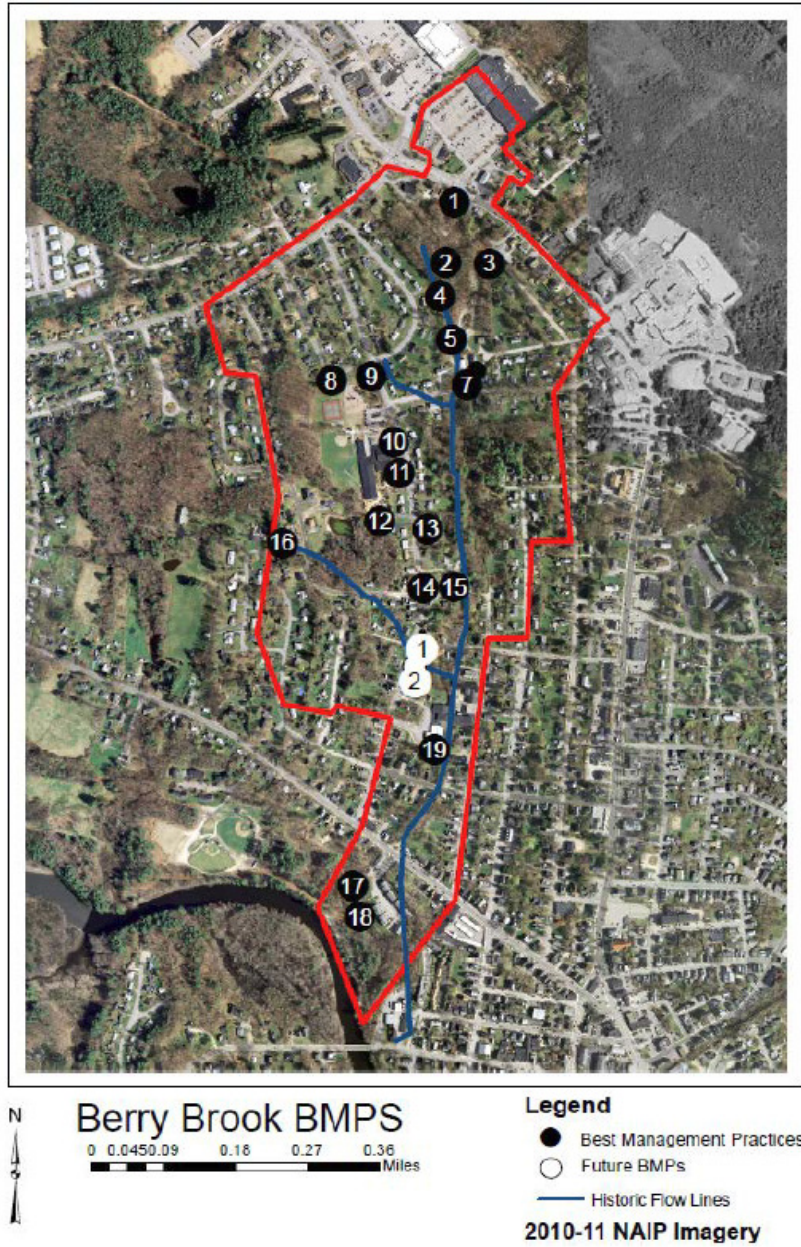 1
2 3
4
5
8 9 7
10
11
12 13
16
14 15
1
2
19
17
18
N
Berry Brook BMPS
0 0.0450.09 0.18 0.27 0.36
Miles
Legend
Best Management Practices
Future BMPs
Historic Flow Lines
2010-11 NAIP Imagery